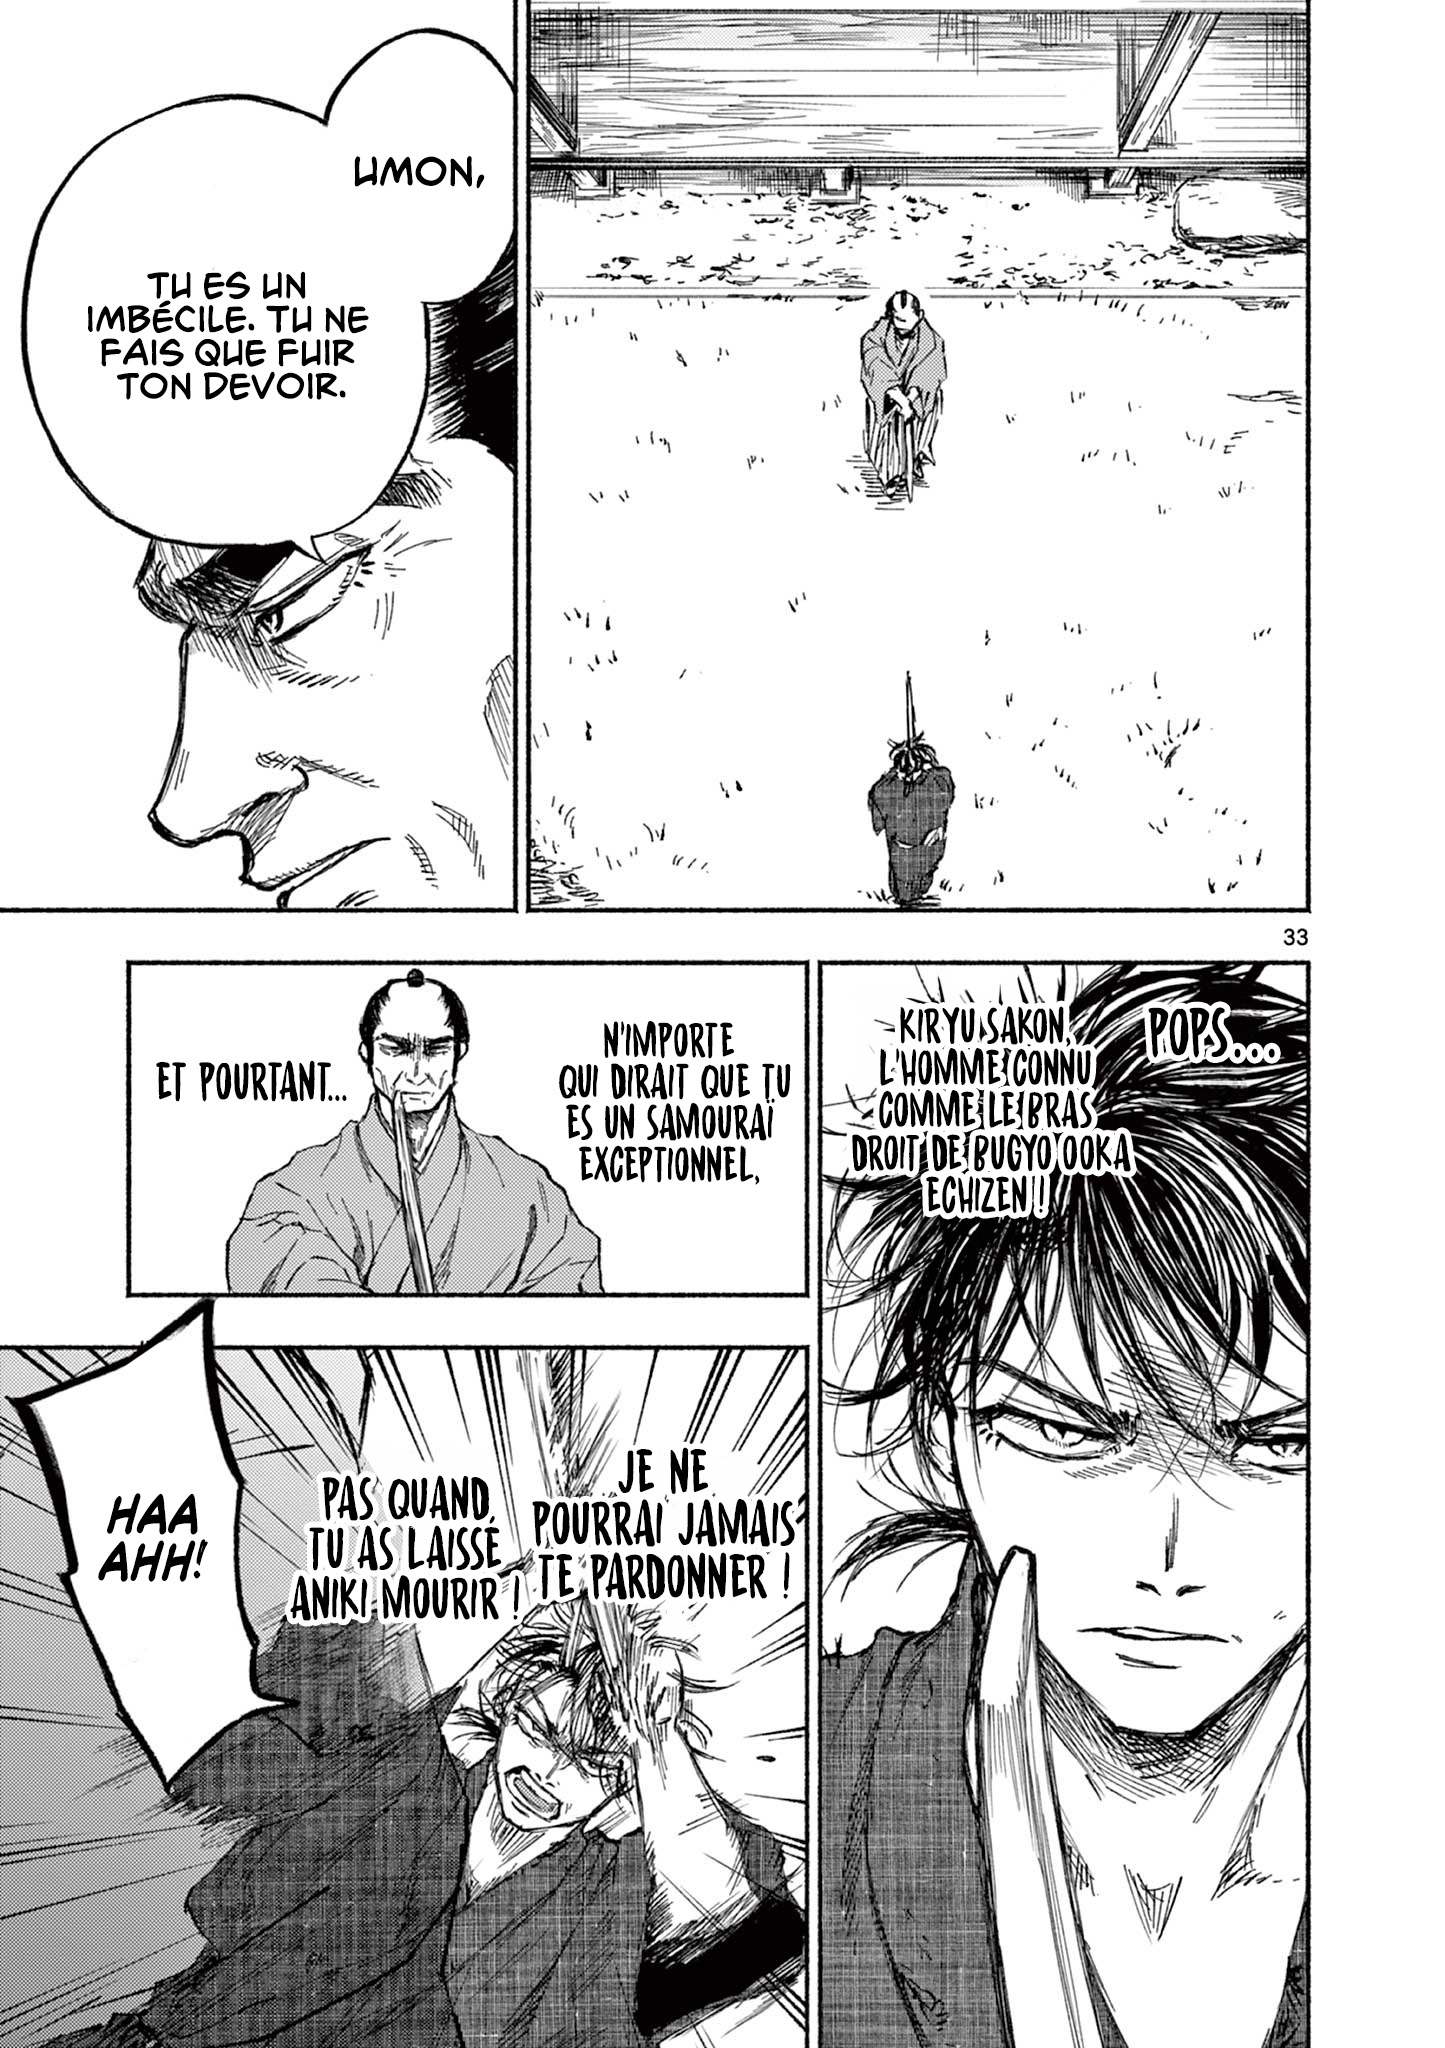 UMON,
TU ES UN
IMBÉCILE. TU NE
FAIS QUE FUIR
TON DEVOIR.
33
POPS...
KIRYU SAKON,
L'HOMME CONNU
COMME LE BRAS
DROIT DE BUGYO OOKA
ECHIZEN !
N'IMPORTE
QUI DIRAIT QUE TU
ES UN SAMOURAÏ
EXCEPTIONNEL,
ET POURTANT...
JE NE
POURRAI JAMAIS
TE PARDONNER !
PAS QUAND
TU AS LAISSÉ
ANIKI MOURIR !
HAA
AHH!